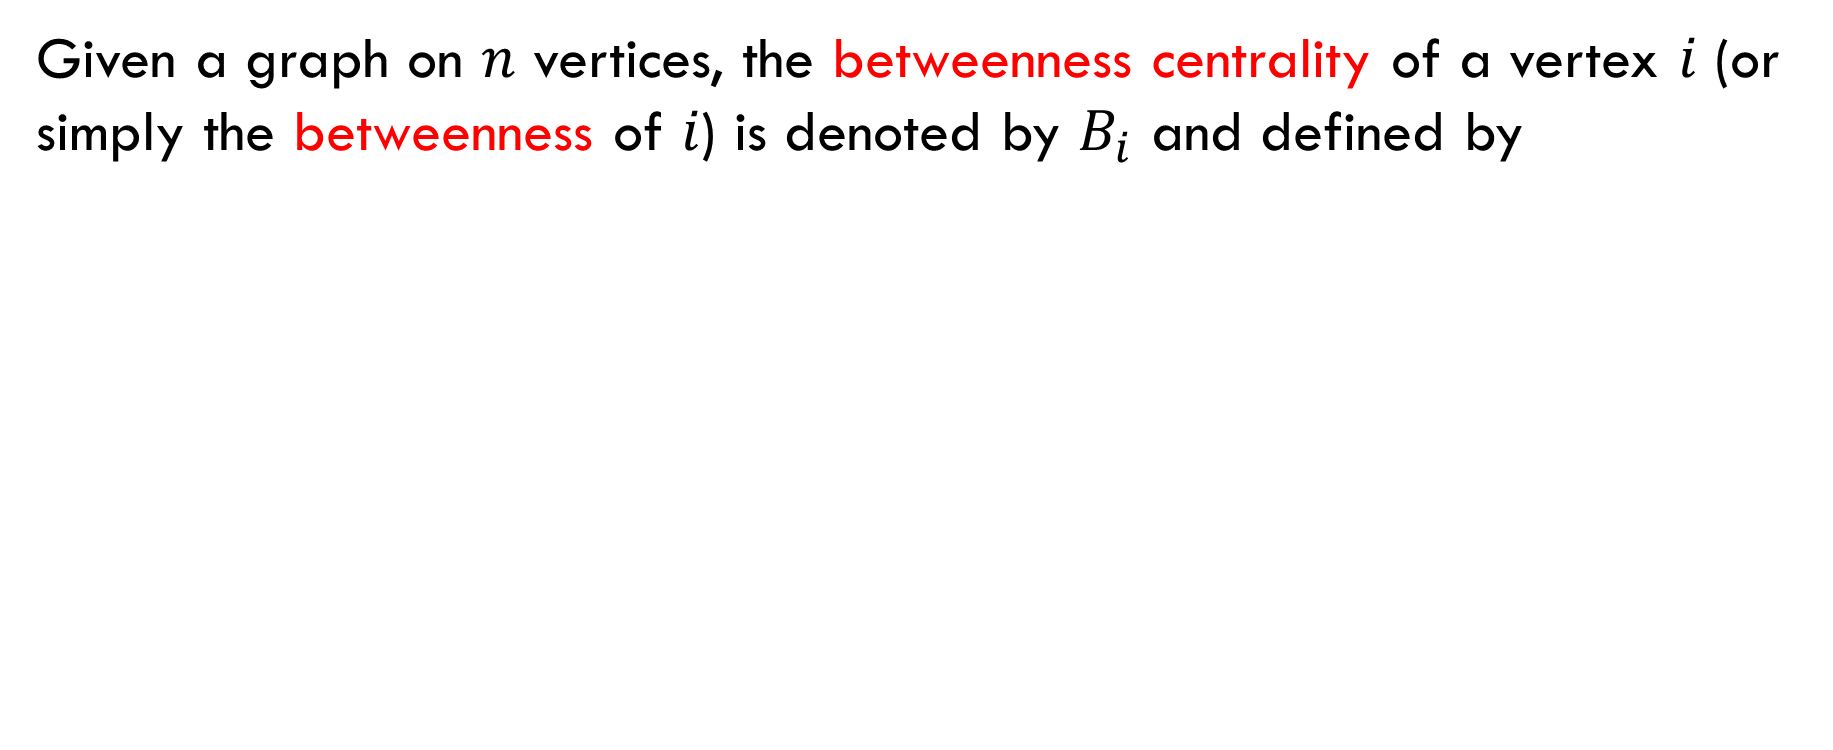 Given a graph on 𝑛 vertices, the betweenness centrality of a vertex 𝑖 (or
simply the betweenness of 𝑖) is denoted by 𝐵ᵢ and defined by